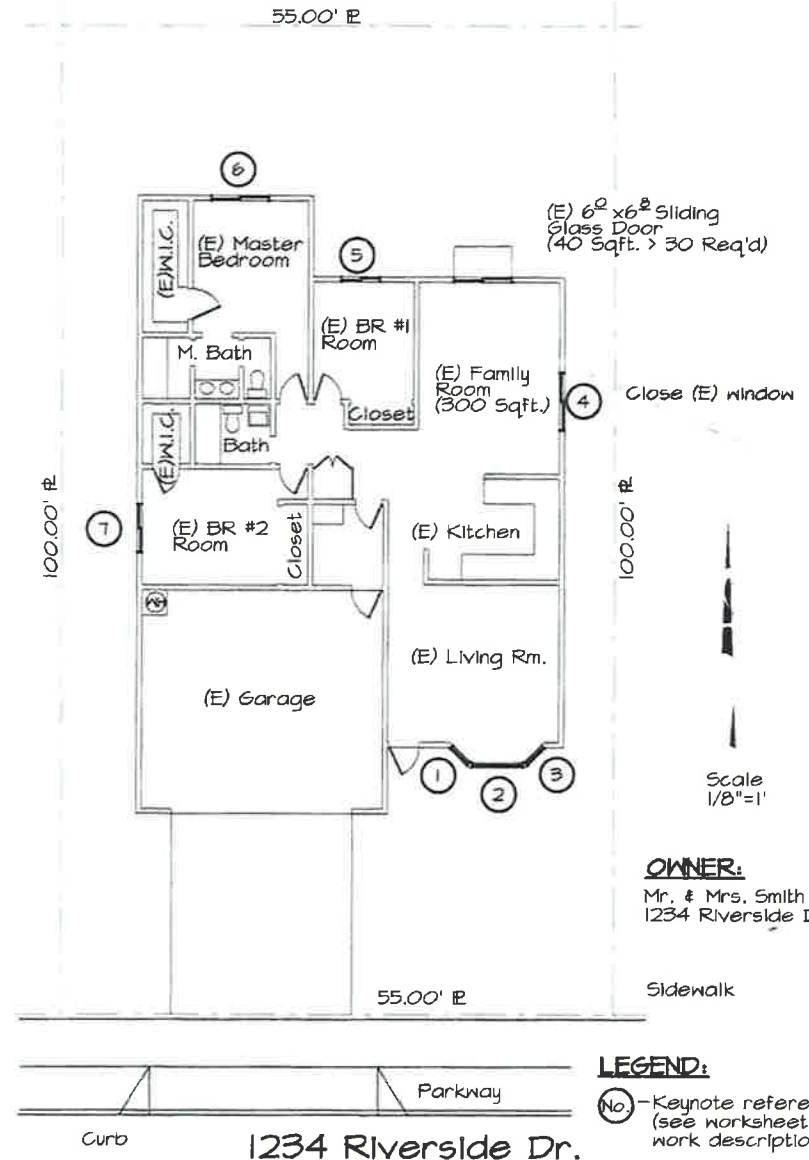 55.00' PL
6
(E) 6⁰ x6⁸ Sliding
Glass Door
(40 Sqft. > 30 Req'd)
(E) W.I.C.
(E) Master
Bedroom
5
(E) BR #1
Room
M. Bath
(E) Family
Room
(300 Sqft.)
4
Close (E) window
Closet
(E) W.I.C.
Bath
100.00' PL
7
(E) BR #2
Room
Closet
(E) Kitchen
100.00' PL
WH
(E) Living Rm.
(E) Garage
1
2
3
Scale
1/8"=1'
OWNER:
Mr. & Mrs. Smith
1234 Riverside
55.00' PL
Sidewalk
LEGEND:
No. - Keynote refere
(see worksheet
work descriptio
Parkway
Curb
1234 Riverside Dr.